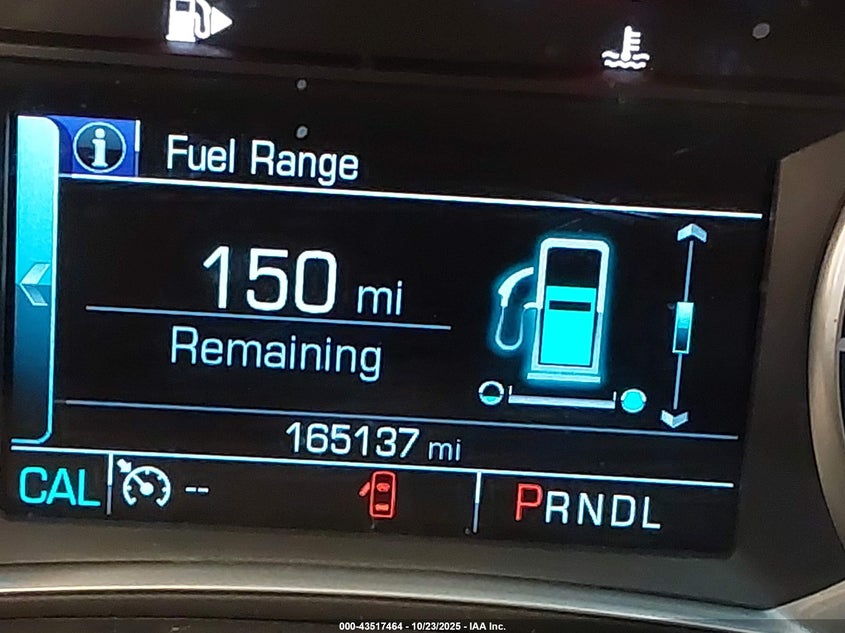 Fuel Range
150 mi
Remaining
165137 mi
CAL -- PRNDL
000-43517464 - 10/23/2025 - IAA Inc.